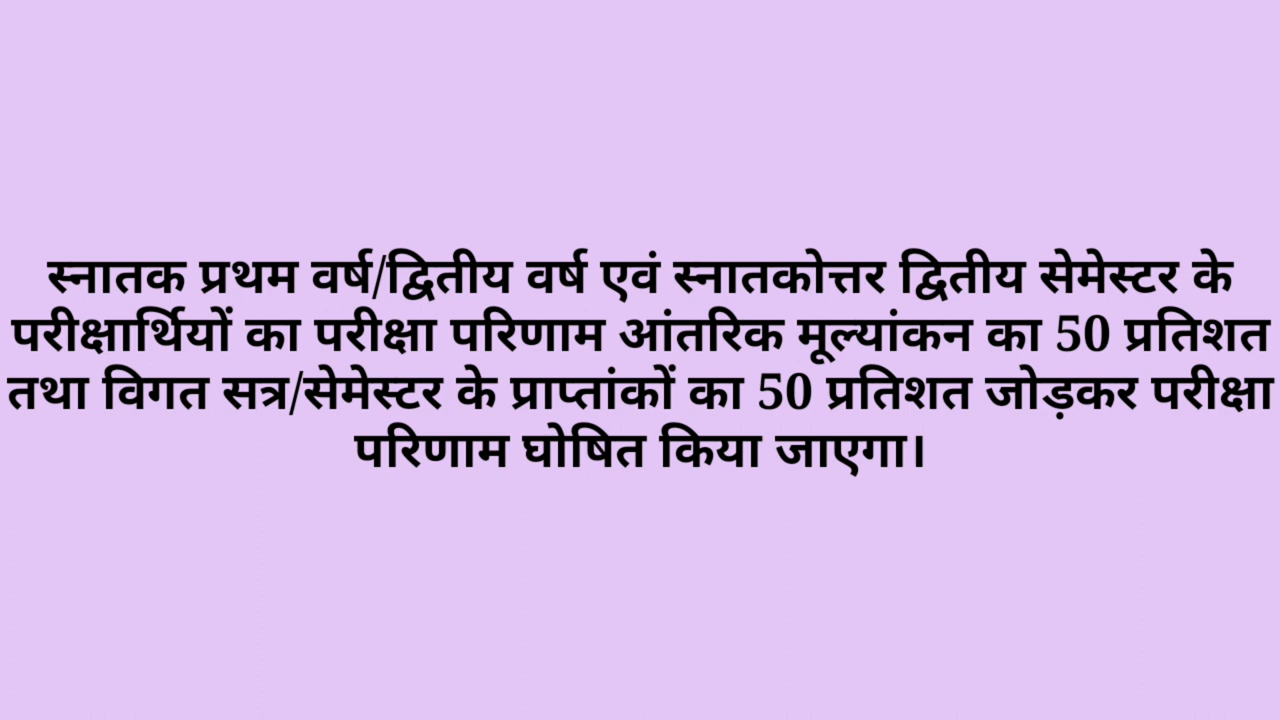 स्नातक प्रथम वर्ष/द्वितीय वर्ष एवं स्नातकोत्तर द्वितीय सेमेस्टर के
परीक्षार्थियों का परीक्षा परिणाम आंतरिक मूल्यांकन का 50 प्रतिशत
तथा विगत सत्र/सेमेस्टर के प्राप्तांकों का 50 प्रतिशत जोड़कर परीक्षा
परिणाम घोषित किया जाएगा।